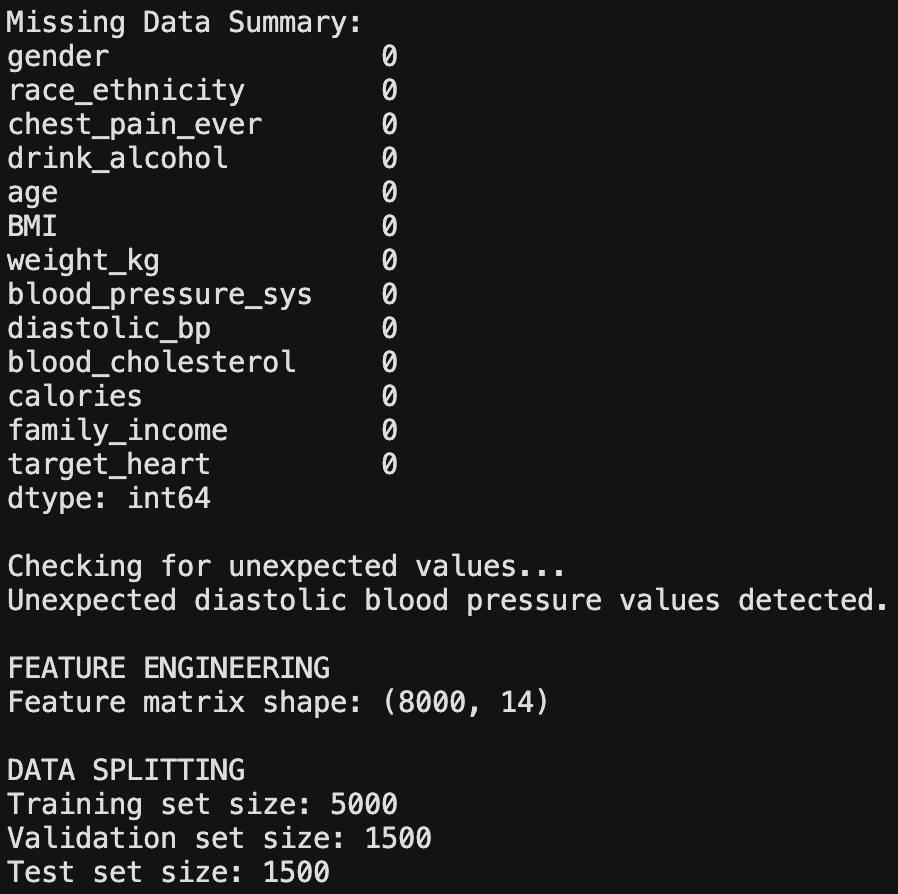 Missing Data Summary:
gender 0
race_ethnicity 0
chest_pain_ever 0
drink_alcohol 0
age 0
BMI 0
weight_kg 0
blood_pressure_sys 0
diastolic_bp 0
blood_cholesterol 0
calories 0
family_income 0
target_heart 0
dtype: int64
Checking for unexpected values...
Unexpected diastolic blood pressure values detected.
FEATURE ENGINEERING
Feature matrix shape: (8000, 14)
DATA SPLITTING
Training set size: 5000
Validation set size: 1500
Test set size: 1500